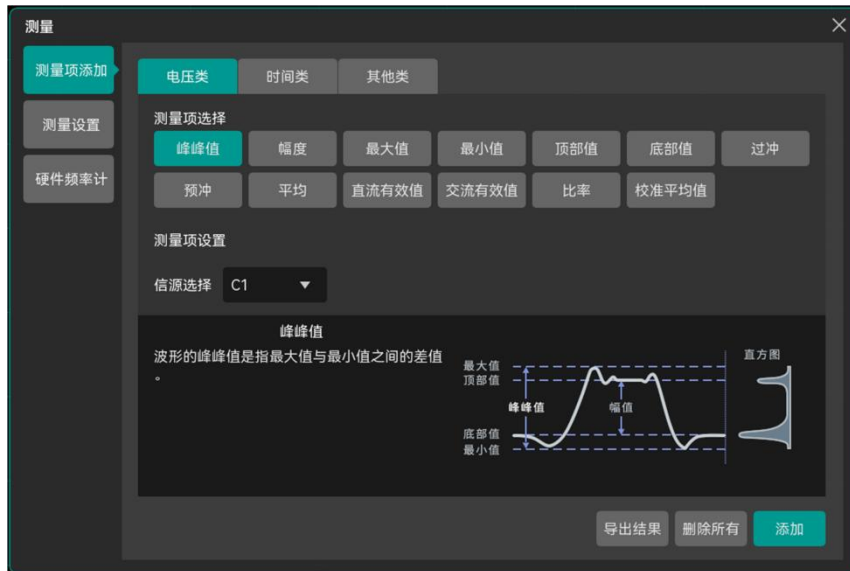 测量
测量项添加
测量设置
硬件频率计
电压类 时间类 其他类
测量项选择
峰峰值 幅度 最大值 最小值 顶部值 底部值 过冲
预冲 平均 直流有效值 交流有效值 比率 校准平均值
测量项设置
信源选择 C1
峰峰值
波形的峰峰值是指最大值与最小值之间的差值
。
最大值
顶部值
峰峰值 幅值
底部值
最小值
直方图
导出结果 删除所有 添加